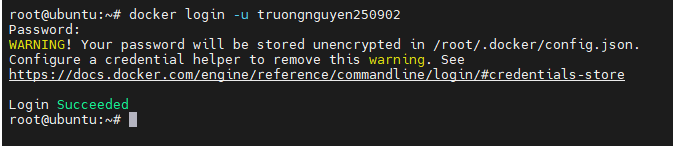 root@ubuntu:~# docker login -u truongnguyen250902
Password:
WARNING! Your password will be stored unencrypted in /root/.docker/config.json.
Configure a credential helper to remove this warning. See
https://docs.docker.com/engine/reference/commandline/login/#credentials-store
Login Succeeded
root@ubuntu:~#